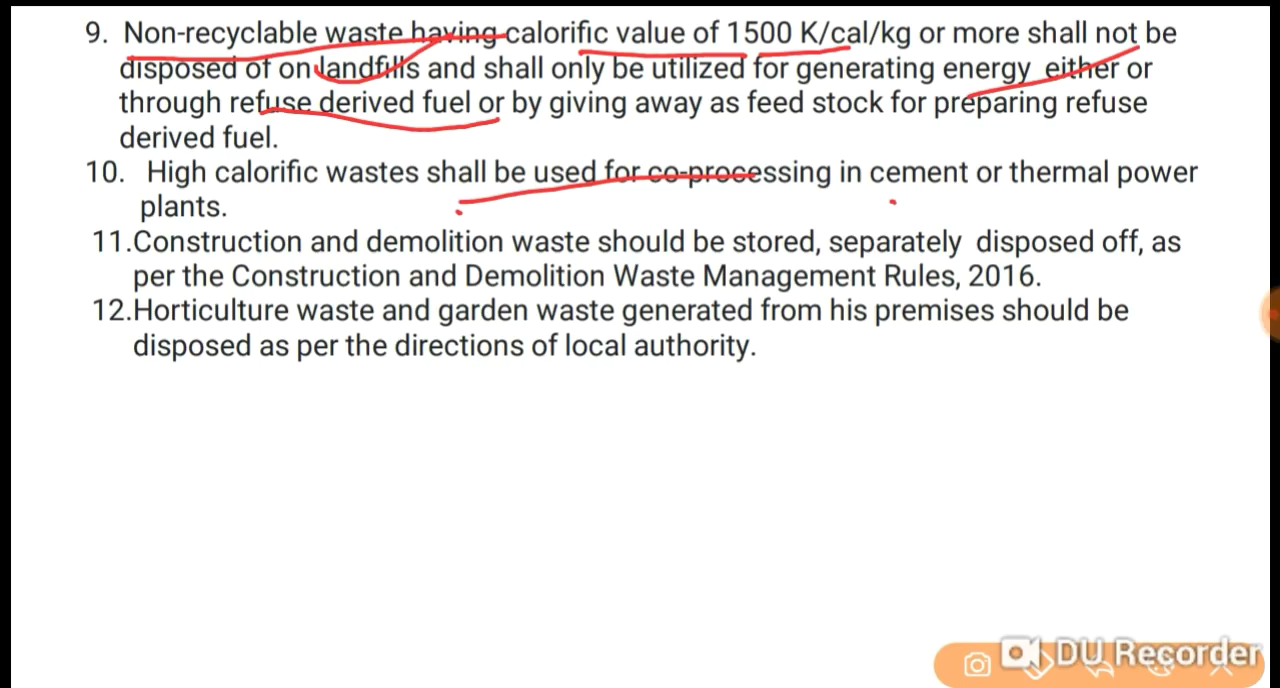 9. Non-recyclable waste having calorific value of 1500 K/cal/kg or more shall not be
disposed of on landfills and shall only be utilized for generating energy either or
through refuse derived fuel or by giving away as feed stock for preparing refuse
derived fuel.
10. High calorific wastes shall be used for co-processing in cement or thermal power
plants.
11.Construction and demolition waste should be stored, separately disposed off, as
per the Construction and Demolition Waste Management Rules, 2016.
12.Horticulture waste and garden waste generated from his premises should be
disposed as per the directions of local authority.
DU Recorder